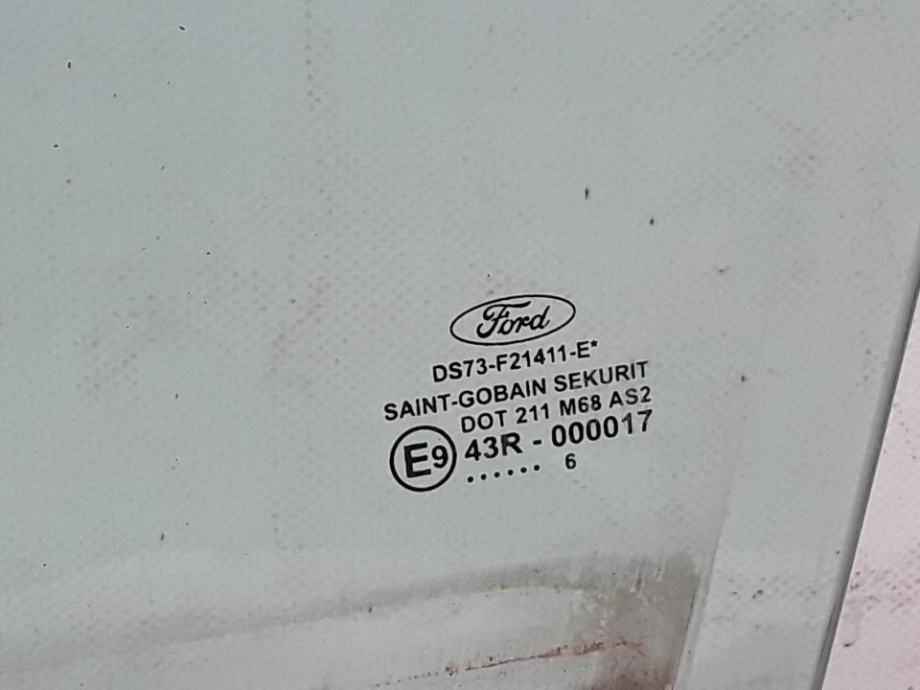 Ford
DS73-F21411-E*
SAINT-GOBAIN SEKURIT
DOT 211 M68 AS2
E9 43R - 000017
...... 6